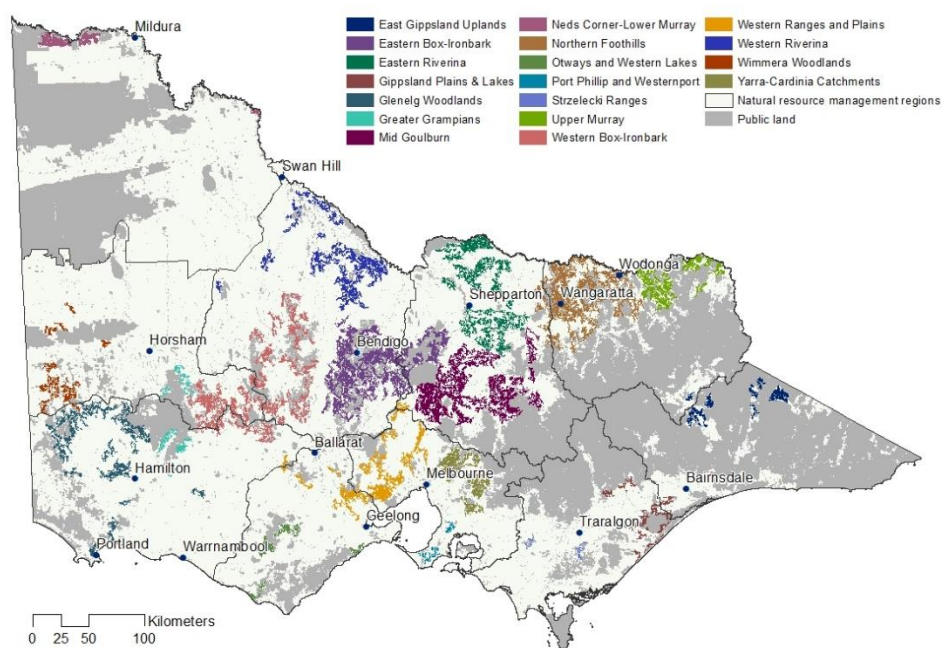 Mildura
East Gippsland Uplands
Eastern Box-Ironbark
Eastern Riverina
Gippsland Plains & Lakes
Glenelg Woodlands
Greater Grampians
Mid Goulburn
Neds Corner-Lower Murray
Northern Foothills
Otways and Western Lakes
Port Phillip and Westernport
Strzelecki Ranges
Upper Murray
Western Box-Ironbark
Western Ranges and Plains
Western Riverina
Wimmera Woodlands
Yarra-Cardinia Catchments
Natural resource management regions
Public land
Swan Hill
Wodonga
Shepparton
Wangaratta
Horsham
Bendigo
Ballarat
Hamilton
Melbourne
Bairnsdale
Geelong
Traralgon
Portland
Warrnambool
Kilometers
0 25 50 100